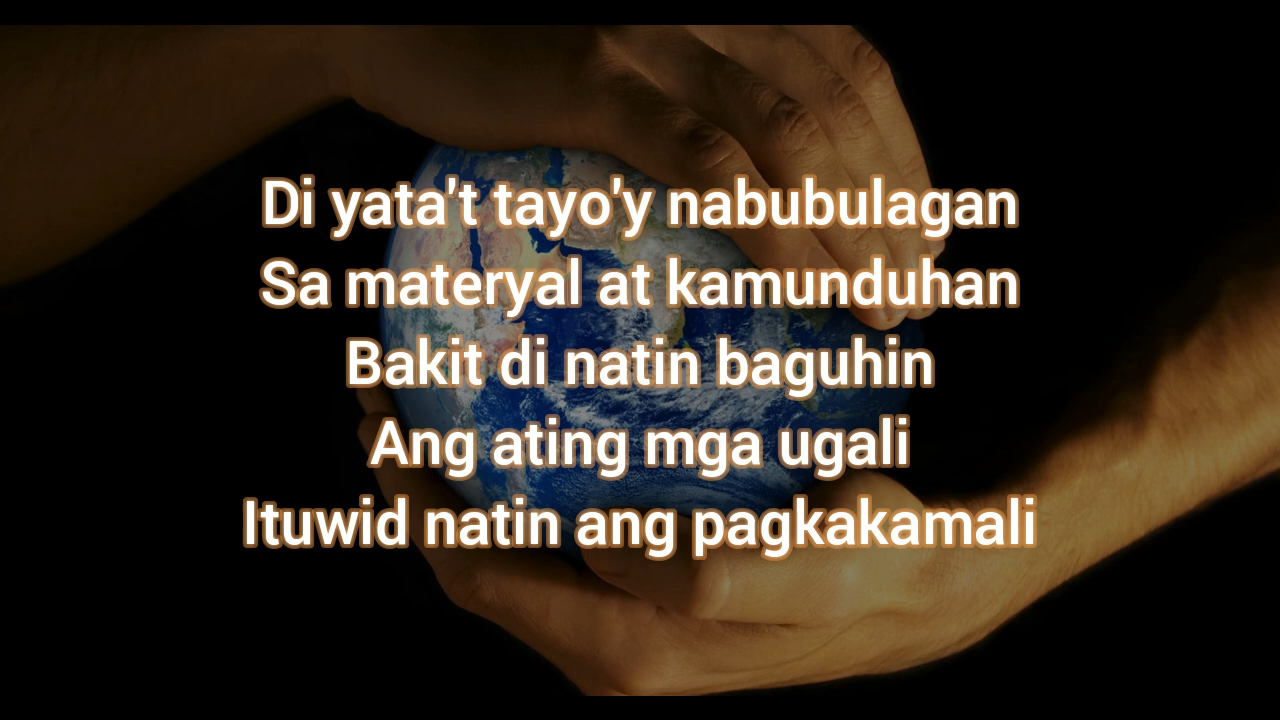 Di yata't tayo'y nabubulagan
Sa materyal at kamunduhan
Bakit di natin baguhin
Ang ating mga ugali
Ituwid natin ang pagkakamali